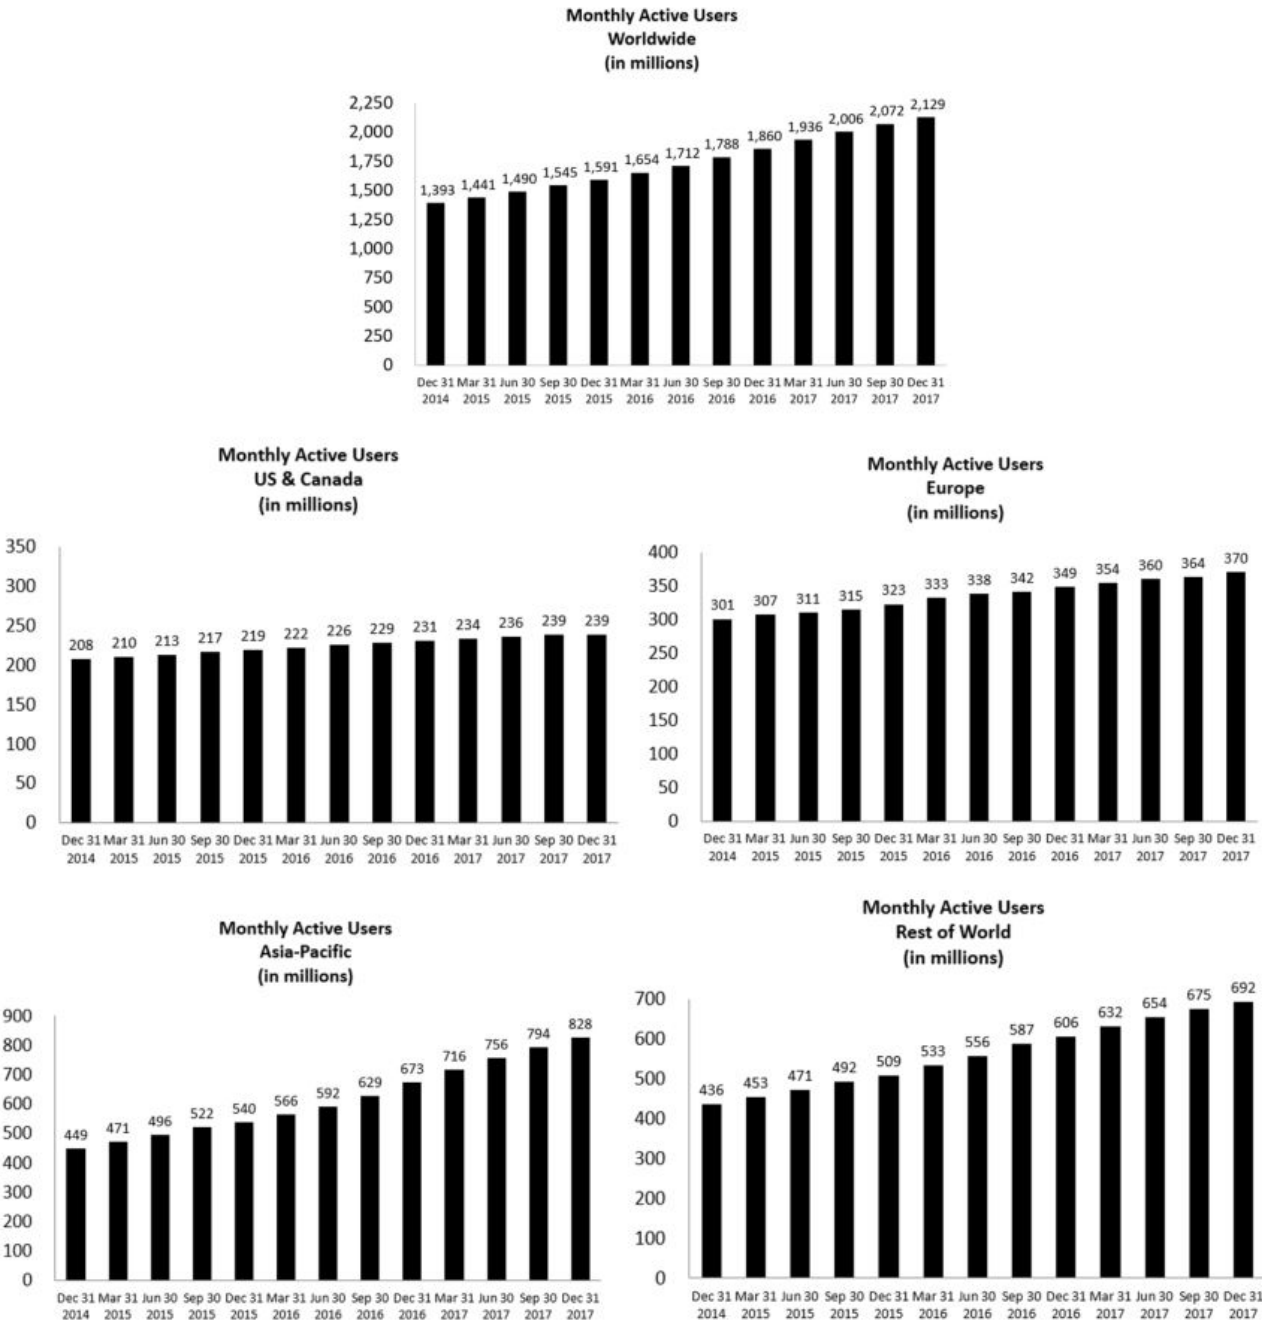 Monthly Active Users
Worldwide
(in millions)
2,250
2,000
1,750
1,500
1,250
1,000
750
500
250
0
1,393 1,441 1,490 1,545 1,591 1,654 1,712 1,788 1,860 1,936 2,006 2,072 2,129
Dec 31 Mar 31 Jun 30 Sep 30 Dec 31 Mar 31 Jun 30 Sep 30 Dec 31 Mar 31 Jun 30 Sep 30 Dec 31
2014 2015 2015 2015 2015 2016 2016 2016 2016 2017 2017 2017 2017
Monthly Active Users
US & Canada
(in millions)
350
300
250
200
150
100
50
0
208 210 213 217 219 222 226 229 231 234 236 239 239
Dec 31 Mar 31 Jun 30 Sep 30 Dec 31 Mar 31 Jun 30 Sep 30 Dec 31 Mar 31 Jun 30 Sep 30 Dec 31
2014 2015 2015 2015 2015 2016 2016 2016 2016 2017 2017 2017 2017
Monthly Active Users
Europe
(in millions)
400
350
300
250
200
150
100
50
0
301 307 311 315 323 333 338 342 349 354 360 364 370
Dec 31 Mar 31 Jun 30 Sep 30 Dec 31 Mar 31 Jun 30 Sep 30 Dec 31 Mar 31 Jun 30 Sep 30 Dec 31
2014 2015 2015 2015 2015 2016 2016 2016 2016 2017 2017 2017 2017
Monthly Active Users
Asia-Pacific
(in millions)
900
800
700
600
500
400
300
200
100
0
449 471 496 522 540 566 592 629 673 716 756 794 828
Dec 31 Mar 31 Jun 30 Sep 30 Dec 31 Mar 31 Jun 30 Sep 30 Dec 31 Mar 31 Jun 30 Sep 30 Dec 31
2014 2015 2015 2015 2015 2016 2016 2016 2016 2017 2017 2017 2017
Monthly Active Users
Rest of World
(in millions)
700
600
500
400
300
200
100
0
436 453 471 492 509 533 556 587 606 632 654 675 692
Dec 31 Mar 31 Jun 30 Sep 30 Dec 31 Mar 31 Jun 30 Sep 30 Dec 31 Mar 31 Jun 30 Sep 30 Dec 31
2014 2015 2015 2015 2015 2016 2016 2016 2016 2017 2017 2017 2017